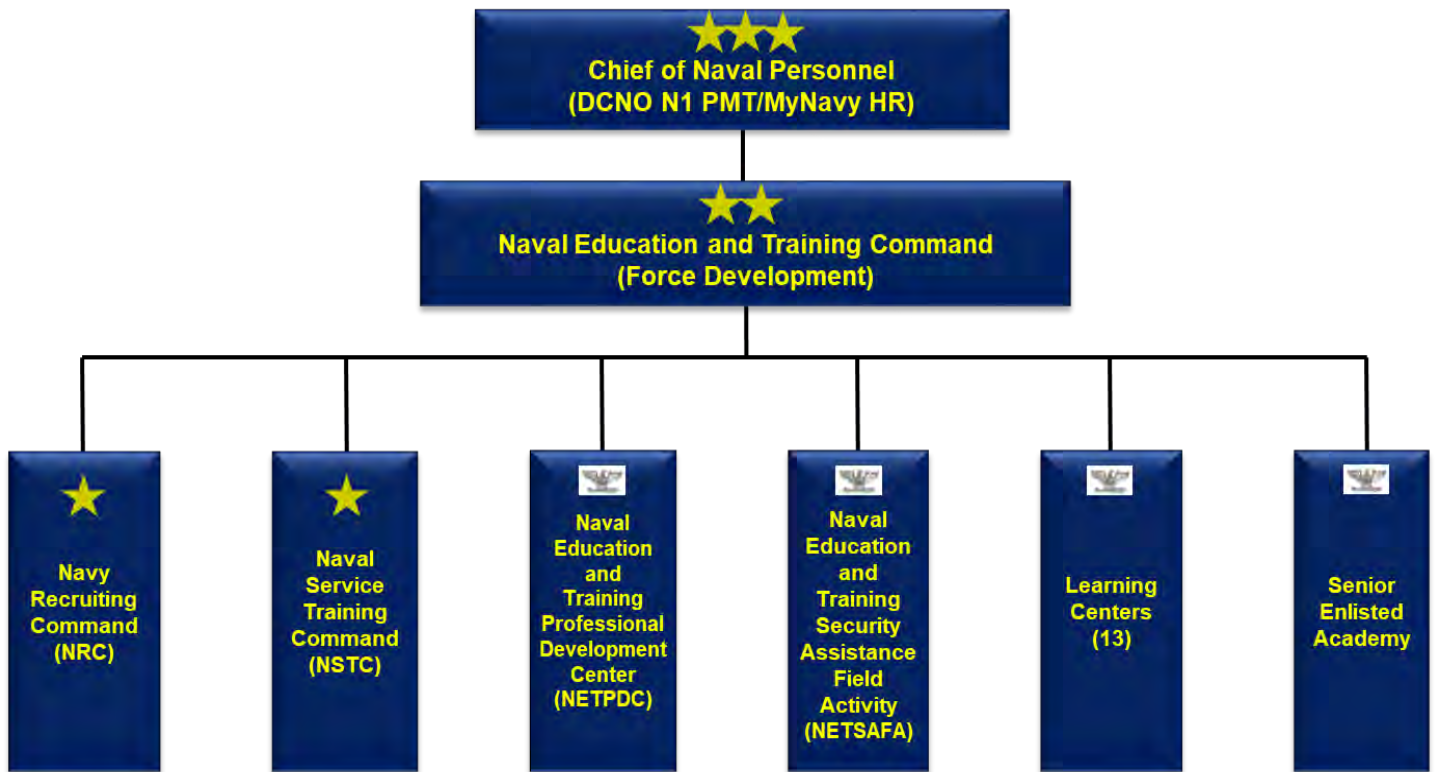 Chief of Naval Personnel
(DCNO N1 PMT/MyNavy HR)
Naval Education and Training Command
(Force Development)
Navy
Recruiting
Command
(NRC)
Naval
Service
Training
Command
(NSTC)
Naval
Education
and
Training
Professional
Development
Center
(NETPDC)
Naval
Education
and
Training
Security
Assistance
Field
Activity
(NETSAFA)
Learning
Centers
(13)
Senior
Enlisted
Academy